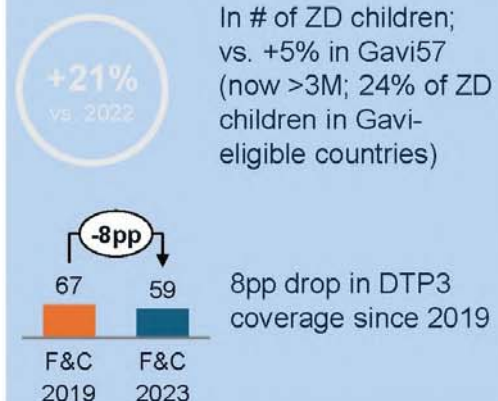 +21%
vs. 2022
In # of ZD children;
vs. +5% in Gavi57
(now >3M; 24% of ZD
children in Gavi-
eligible countries)
-8pp
67
59
F&C
2019
F&C
2023
8pp drop in DTP3
coverage since 2019